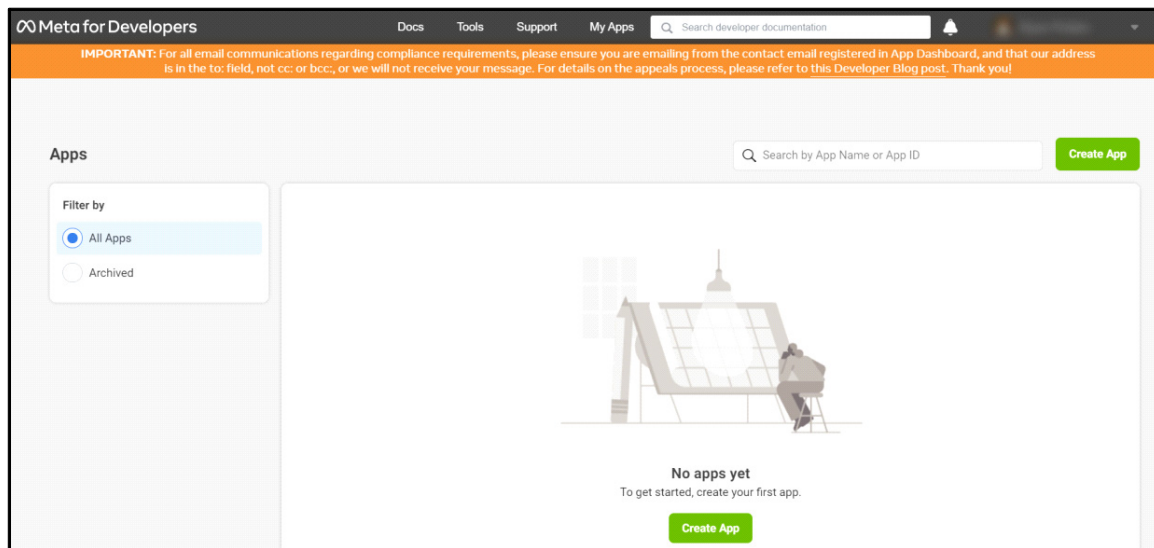 Meta for Developers
Docs
Tools
Support
My Apps
Search developer documentation
IMPORTANT: For all email communications regarding compliance requirements, please ensure you are emailing from the contact email registered in App Dashboard, and that our address
is in the to: field, not cc: or bcc:, or we will not receive your message. For details on the appeals process, please refer to this Developer Blog post. Thank you!
Apps
Search by App Name or App ID
Create App
Filter by
All Apps
Archived
No apps yet
To get started, create your first app.
Create App